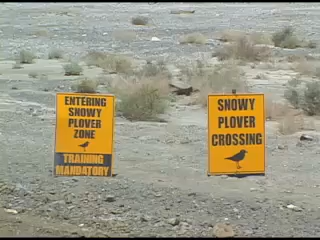 ENTERING
SNOWY
PLOVER
ZONE
TRAINING
MANDATORY
SNOWY
PLOVER
CROSSING